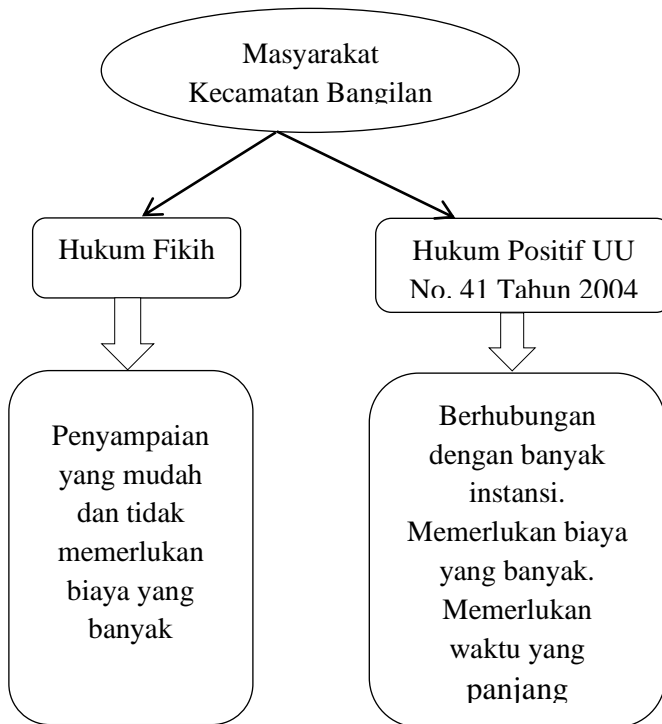 Masyarakat
Kecamatan Bangilan
Hukum Fikih
Hukum Positif UU
No. 41 Tahun 2004
Penyampaian
yang mudah
dan tidak
memerlukan
biaya yang
banyak
Berhubungan
dengan banyak
instansi.
Memerlukan biaya
yang banyak.
Memerlukan
waktu yang
panjang